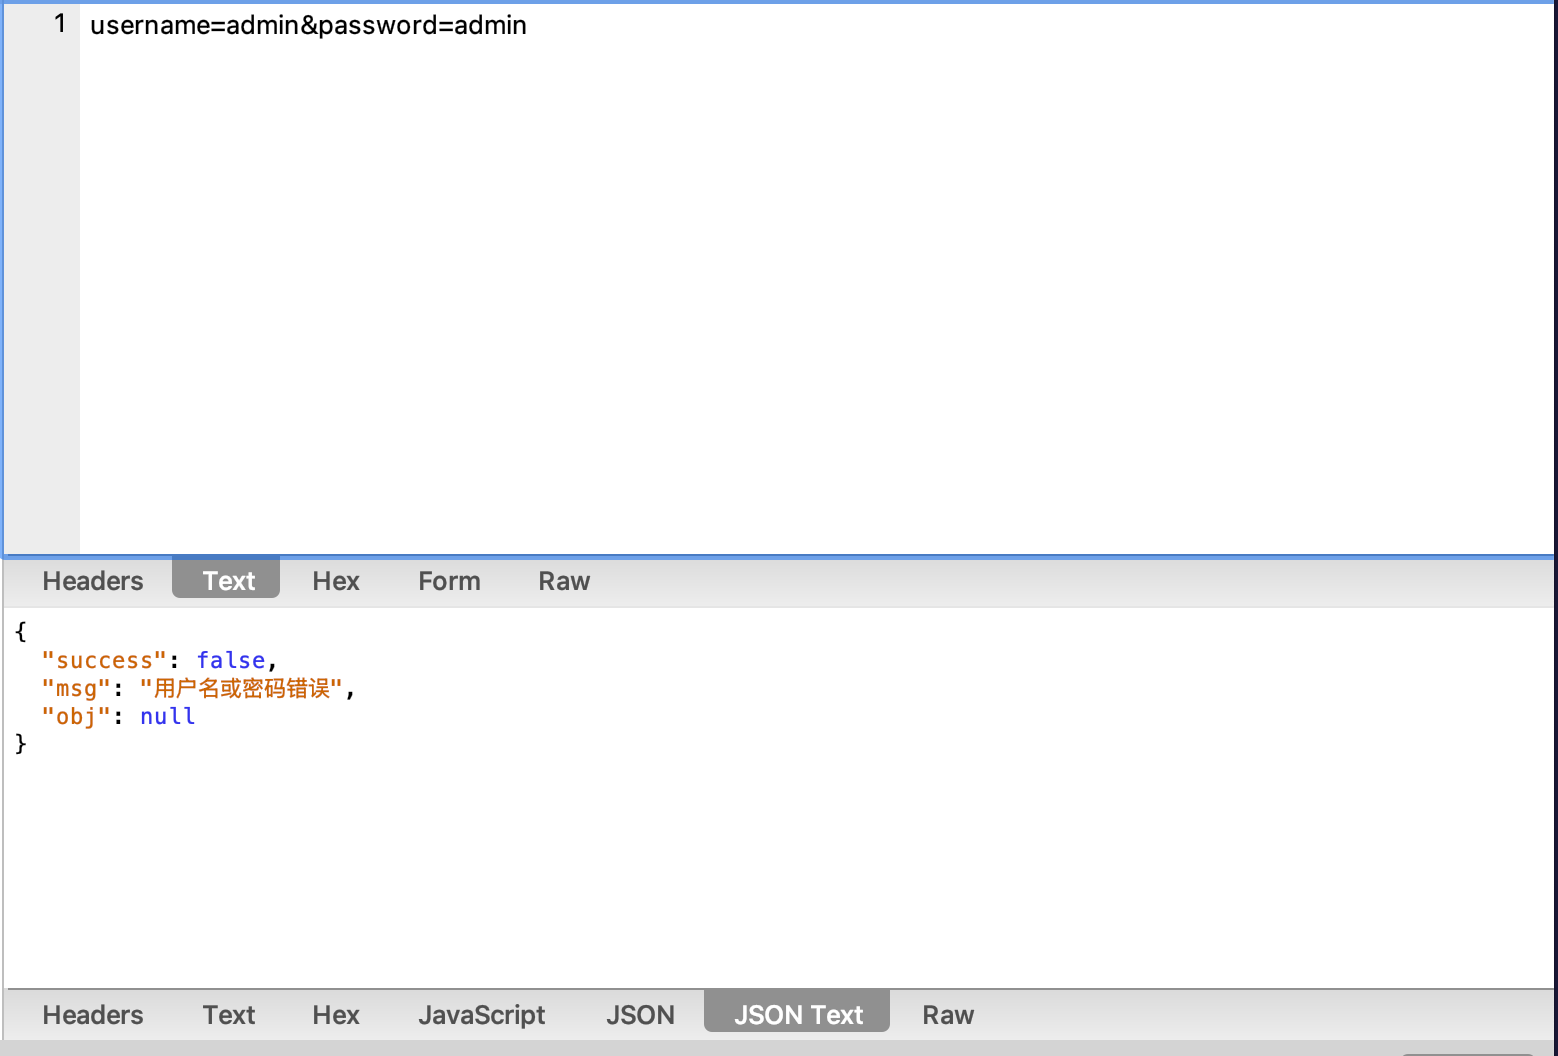 1 username=admin&password=admin
Headers Text Hex Form Raw
{
"success": false,
"msg": "用户名或密码错误",
"obj": null
}
Headers Text Hex JavaScript JSON JSON Text Raw